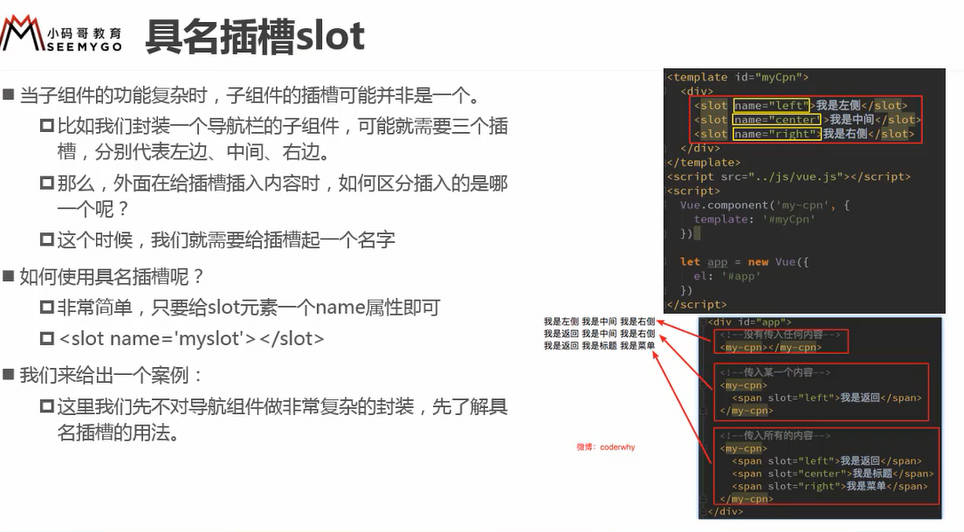 小码哥教育
SEEMYGO
具名插槽slot
当子组件的功能复杂时，子组件的插槽可能并非是一个。
比如我们封装一个导航栏的子组件，可能就需要三个插
槽，分别代表左边、中间、右边。
那么，外面在给插槽插入内容时，如何区分插入的是哪
一个呢？
这个时候，我们就需要给插槽起一个名字
如何使用具名插槽呢？
非常简单，只要给slot元素一个name属性即可
<slot name='myslot'></slot>
我们来给出一个案例：
这里我们先不对导航组件做非常复杂的封装，先了解具
名插槽的用法。
<template id="myCpn">
<div>
<slot name="left">我是左侧</slot>
<slot name="center">我是中间</slot>
<slot name="right">我是右侧</slot>
</div>
</template>
<script src="../js/vue.js"></script>
<script>
Vue.component('my-cpn', {
template: '#myCpn'
})
let app = new Vue({
el: '#app'
})
</script>
我是左侧 我是中间 我是右侧
我是返回 我是中间 我是右侧
我是返回 我是标题 我是菜单
<div id="app">
<!--没有传入任何内容-->
<my-cpn></my-cpn>
<!--传入某一个内容-->
<my-cpn>
<span slot="left">我是返回</span>
</my-cpn>
<!--传入所有的内容-->
<my-cpn>
<span slot="left">我是返回</span>
<span slot="center">我是标题</span>
<span slot="right">我是菜单</span>
</my-cpn>
</div>
微博：coderwhy